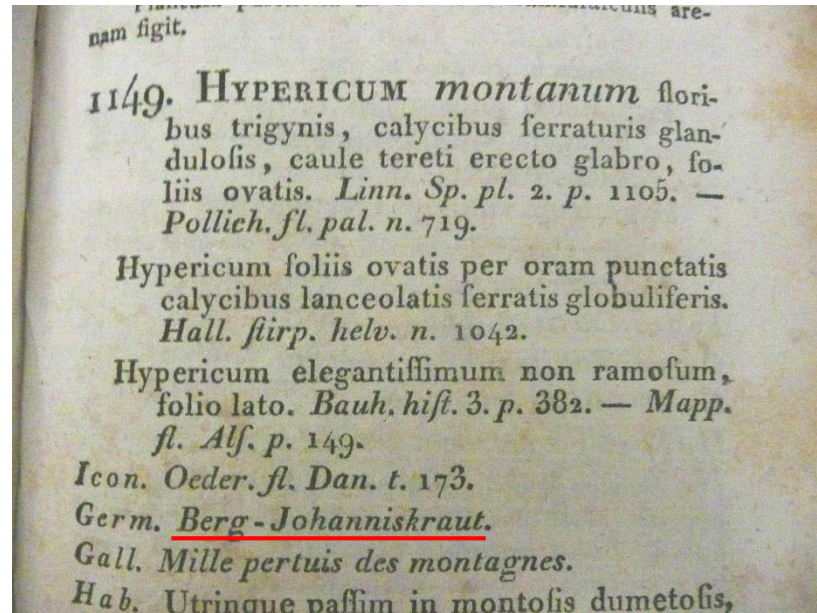 nam figit.
1149. HYPERICUM montanum flori-
bus trigynis, calycibus ſerraturis glan-
duloſis, caule tereti erecto glabro, fo-
liis ovatis. Linn. Sp. pl. 2. p. 1105. —
Pollich. fl. pal. n. 719.
Hypericum foliis ovatis per oram punctatis
calycibus lanceolatis ſerratis globuliferis.
Hall. ſtirp. helv. n. 1042.
Hypericum elegantiſſimum non ramoſum,
folio lato. Bauh. hiſt. 3. p. 382. — Mapp.
fl. Alſ. p. 149.
Icon. Oeder. fl. Dan. t. 173.
Germ. Berg-Johanniskraut.
Gall. Mille pertuis des montagnes.
Hab. Utrinque paſſim in montoſis dumetoſis,